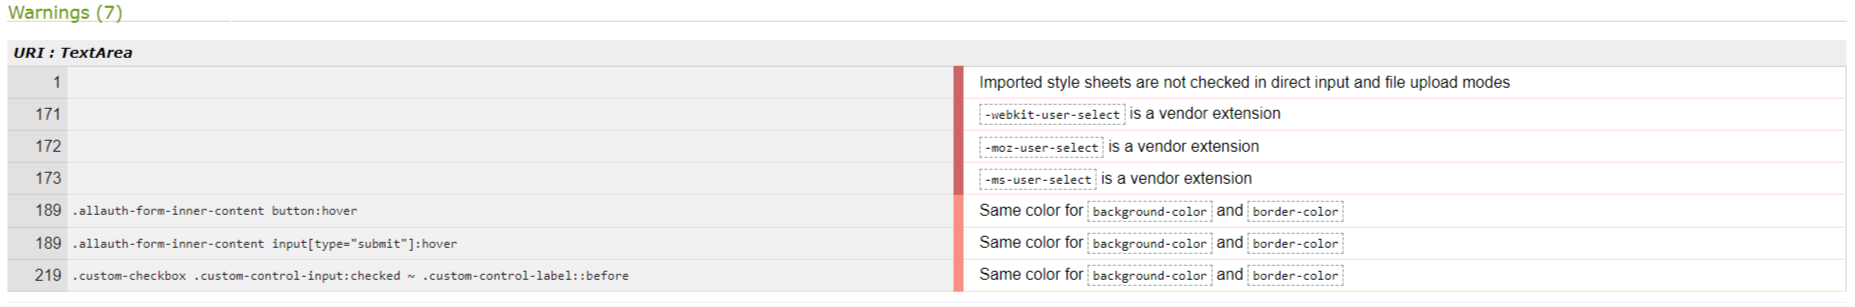 Warnings (7)
URI : TextArea
1 Imported style sheets are not checked in direct input and file upload modes
171 -webkit-user-select is a vendor extension
172 -moz-user-select is a vendor extension
173 -ms-user-select is a vendor extension
189 .allauth-form-inner-content button:hover Same color for background-color and border-color
189 .allauth-form-inner-content input[type="submit"]:hover Same color for background-color and border-color
219 .custom-checkbox .custom-control-input:checked ~ .custom-control-label::before Same color for background-color and border-color